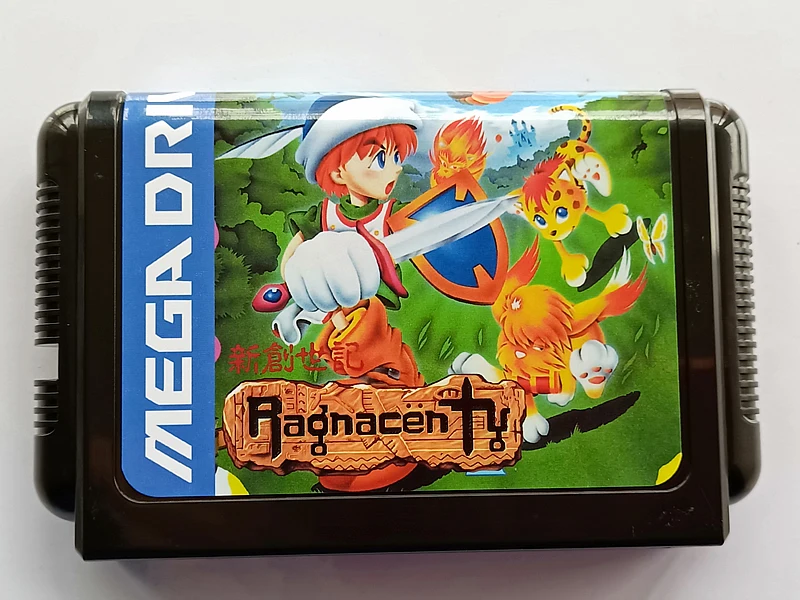 MEGA DRI
新創世記
Ragnacënty